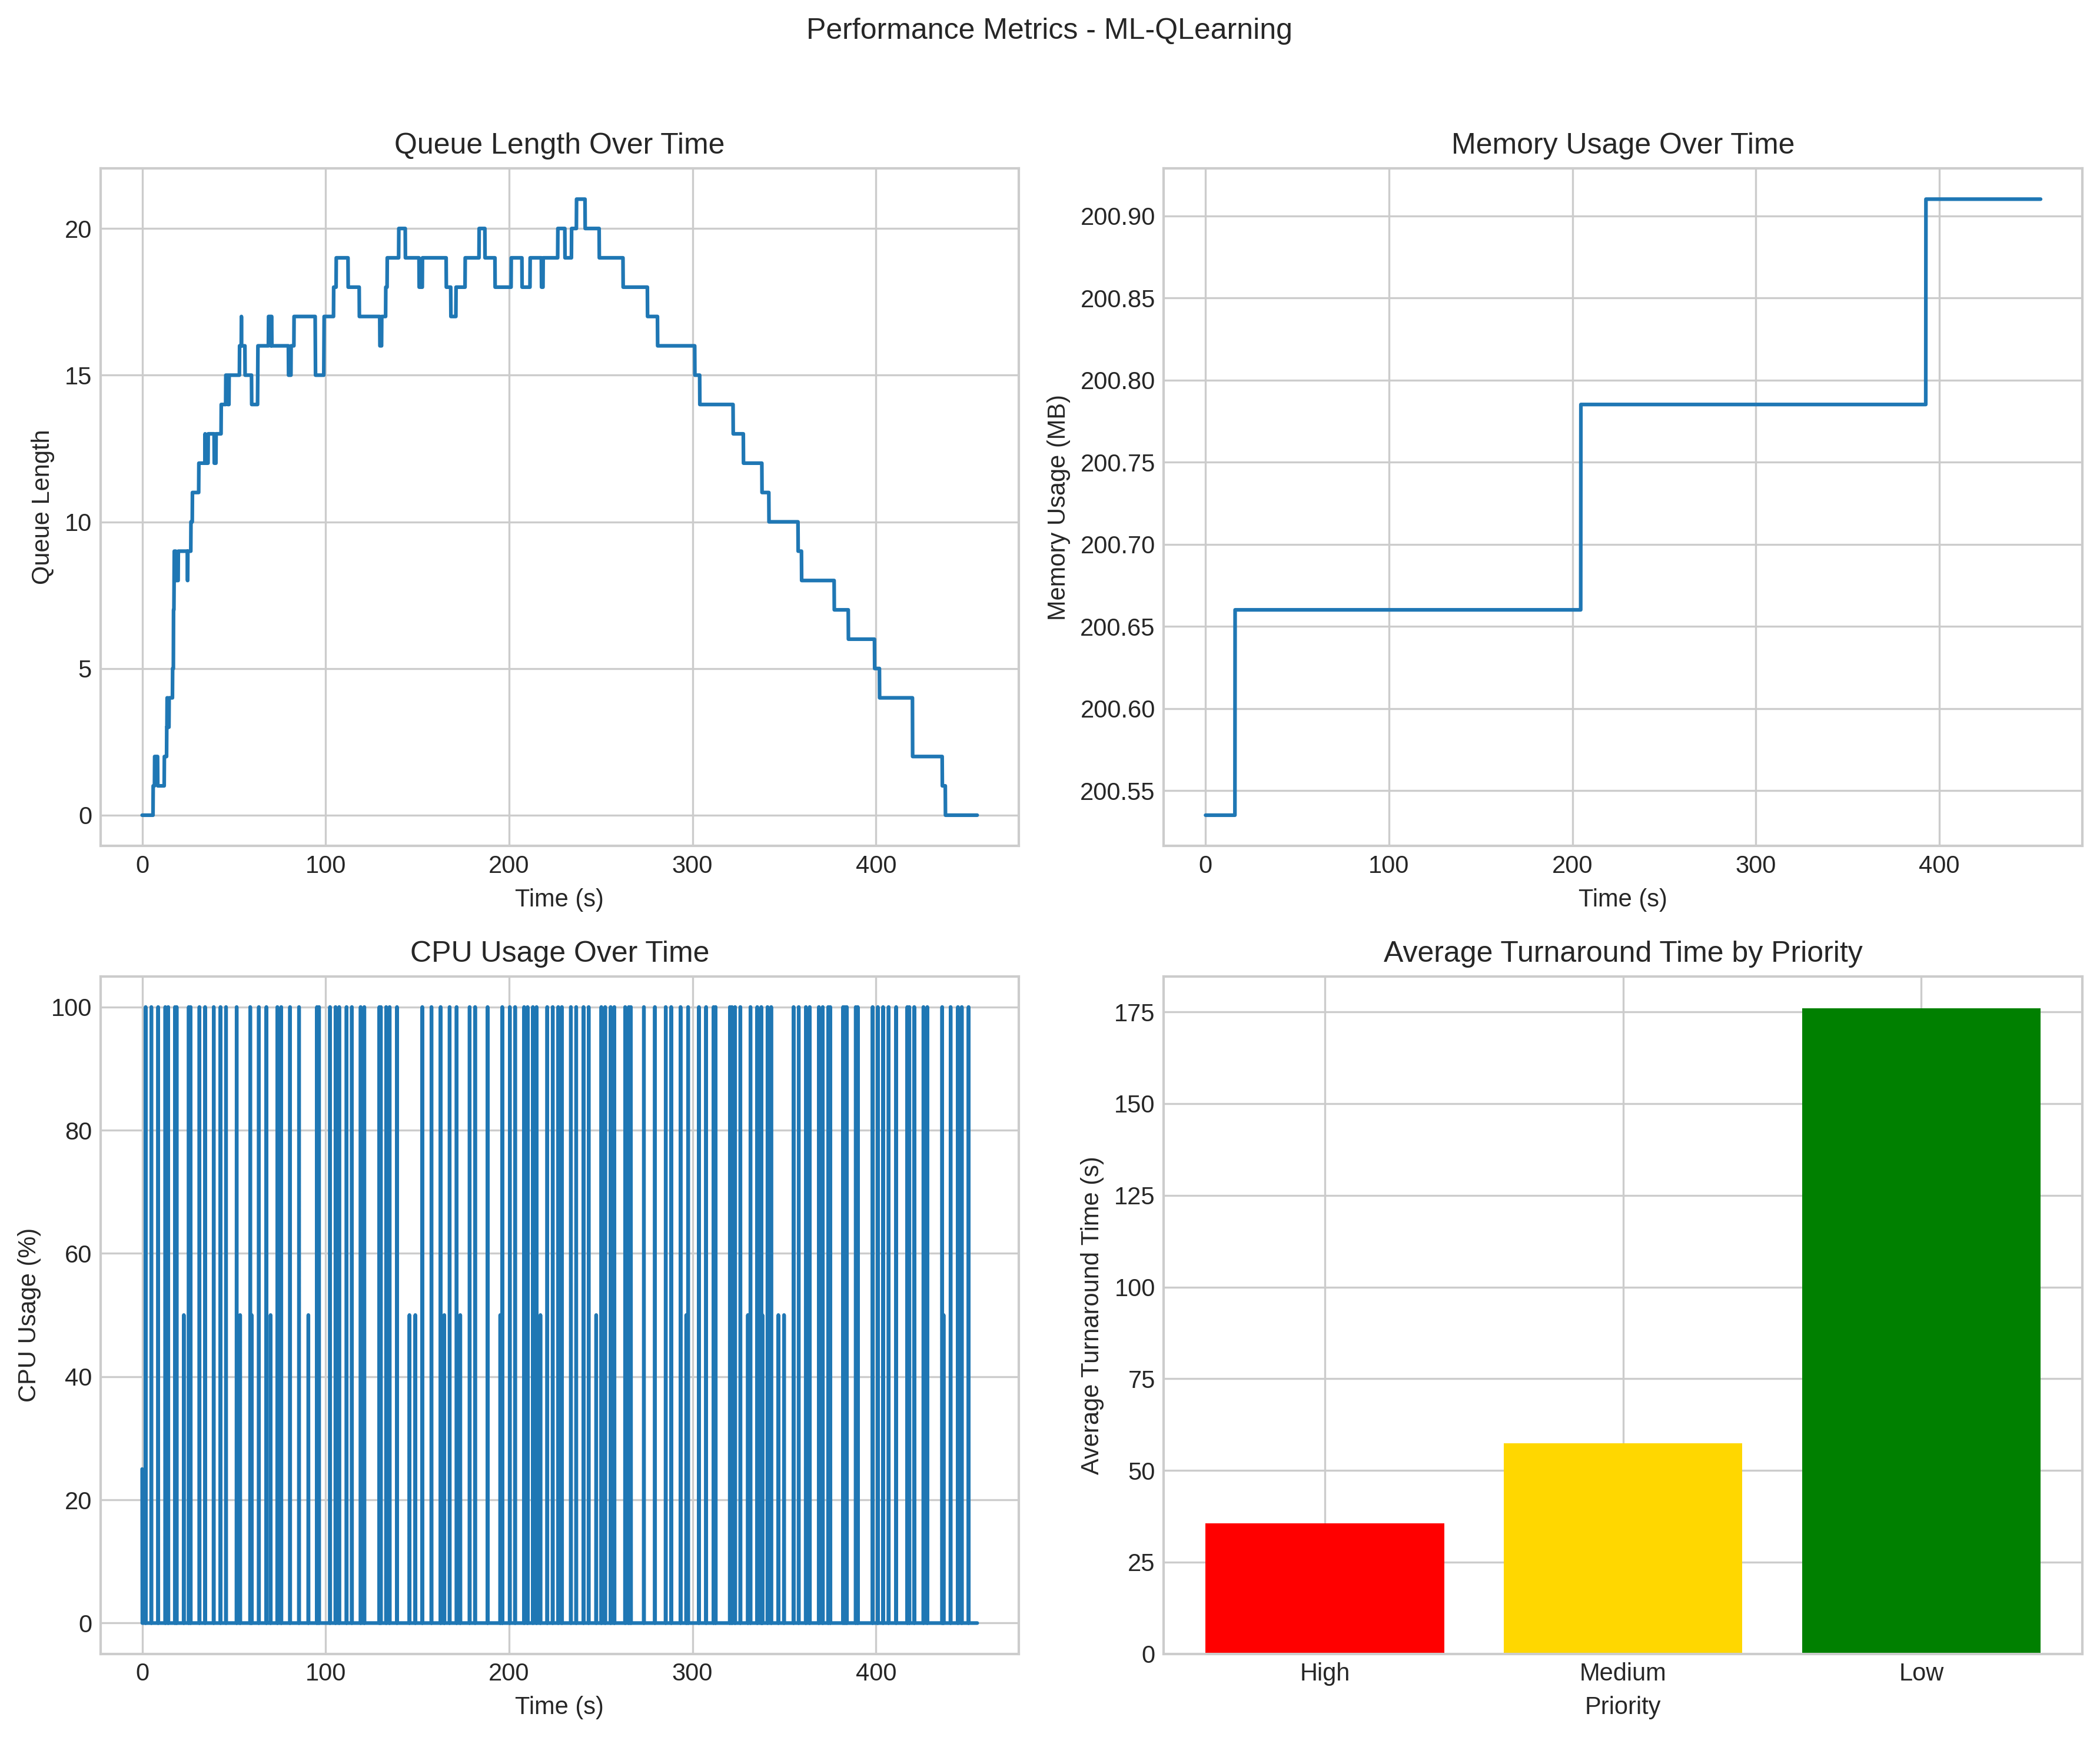 Performance Metrics - ML-QLearning
Queue Length Over Time
Queue Length
20
15
10
5
0
0 100 200 300 400
Time (s)
Memory Usage Over Time
Memory Usage (MB)
200.90
200.85
200.80
200.75
200.70
200.65
200.60
200.55
0 100 200 300 400
Time (s)
CPU Usage Over Time
CPU Usage (%)
100
80
60
40
20
0
0 100 200 300 400
Time (s)
Average Turnaround Time by Priority
Average Turnaround Time (s)
175
150
125
100
75
50
25
0
High Medium Low
Priority